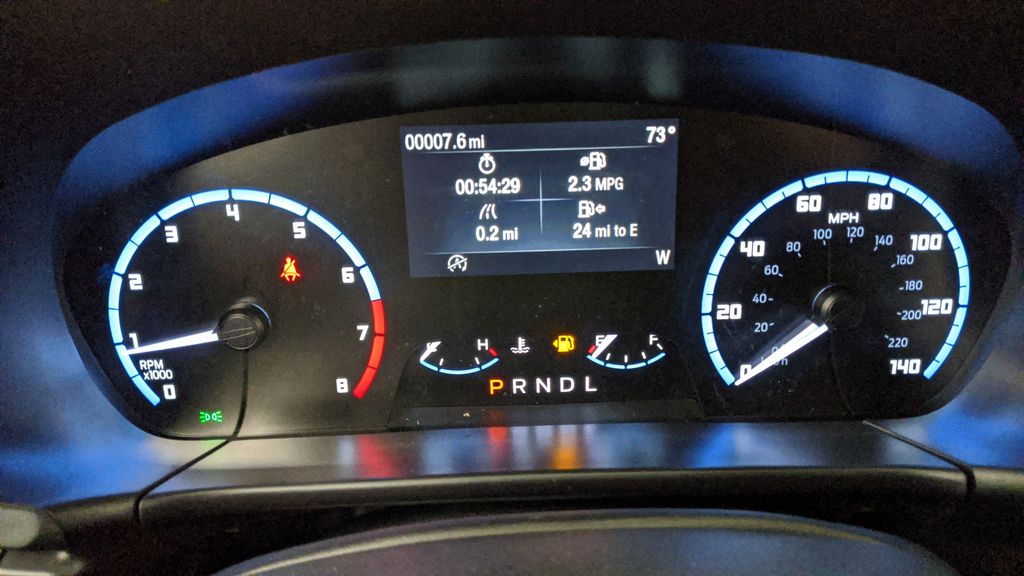 00007.6 mi 73°
00:54:29 2.3 MPG
0.2 mi 24 mi to E
W
0 1 2 3 4 5 6 7 8
RPM
x1000
C H
E F
P R N D L
0 20 40 60 80 100 120 140
MPH
20 40 60 80 100 120 140 160 180 200 220